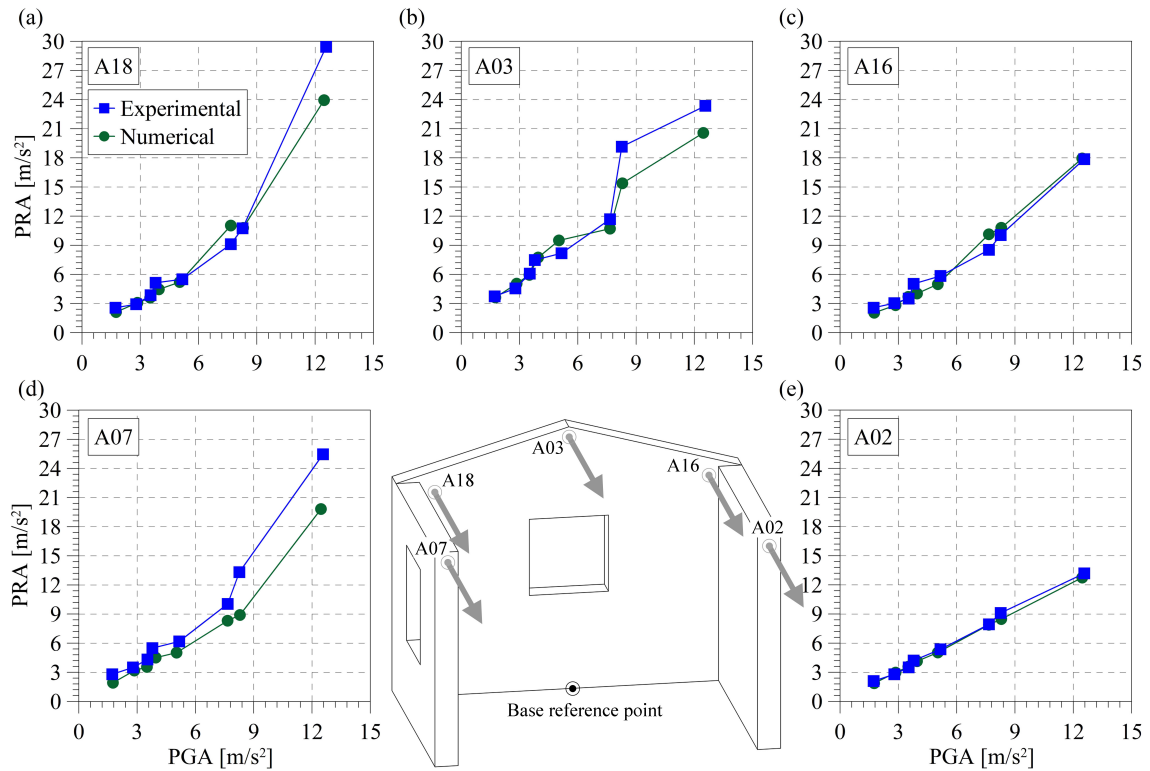 (a)
A18
Experimental
Numerical
PRA [m/s²]
30
27
24
21
18
15
12
9
6
3
0
0 3 6 9 12 15
(b)
A03
30
27
24
21
18
15
12
9
6
3
0
0 3 6 9 12 15
(c)
A16
30
27
24
21
18
15
12
9
6
3
0
0 3 6 9 12 15
(d)
A07
PRA [m/s²]
30
27
24
21
18
15
12
9
6
3
0
0 3 6 9 12 15
PGA [m/s²]
A03
A16
A18
A02
A07
Base reference point
(e)
A02
30
27
24
21
18
15
12
9
6
3
0
0 3 6 9 12 15
PGA [m/s²]